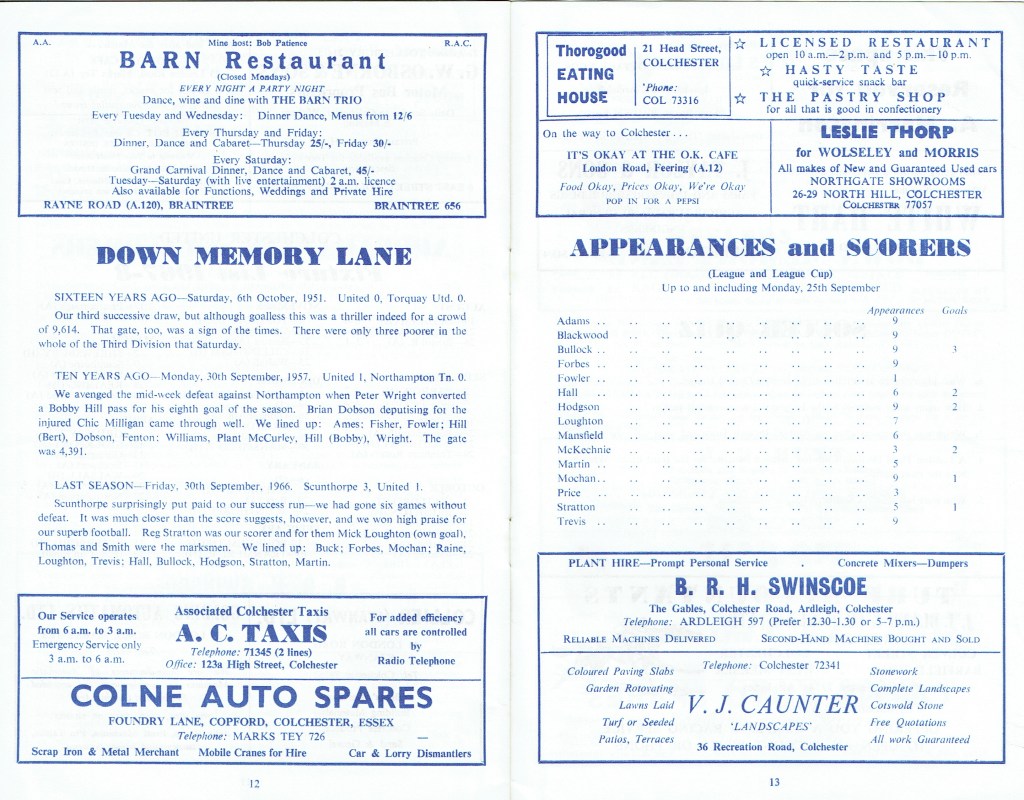 A.A. Mine host: Bob Patience R.A.C.
BARN Restaurant
(Closed Mondays)
EVERY NIGHT A PARTY NIGHT
Dance, wine and dine with THE BARN TRIO
Every Tuesday and Wednesday: Dinner Dance, Menus from 12/6
Every Thursday and Friday:
Dinner, Dance and Cabaret—Thursday 25/-, Friday 30/-
Every Saturday:
Grand Carnival Dinner, Dance and Cabaret, 45/-
Tuesday—Saturday (with live entertainment) 2 a.m. licence
Also available for Functions, Weddings and Private Hire
RAYNE ROAD (A.120), BRAINTREE BRAINTREE 656
DOWN MEMORY LANE
SIXTEEN YEARS AGO—Saturday, 6th October, 1951. United 0, Torquay Utd. 0.
Our third successive draw, but although goalless this was a thriller indeed for a crowd
of 9,614. That gate, too, was a sign of the times. There were only three poorer in the
whole of the Third Division that Saturday.
TEN YEARS AGO—Monday, 30th September, 1957. United 1, Northampton Tn. 0.
We avenged the mid-week defeat against Northampton when Peter Wright converted
a Bobby Hill pass for his eighth goal of the season. Brian Dobson deputising for the
injured Chic Milligan came through well. We lined up: Ames: Fisher, Fowler; Hill
(Bert), Dobson, Fenton: Williams, Plant McCurley, Hill (Bobby), Wright. The gate
was 4,391.
LAST SEASON—Friday, 30th September, 1966. Scunthorpe 3, United 1.
Scunthorpe surprisingly put paid to our success run—we had gone six games without
defeat. It was much closer than the score suggests, however, and we won high praise for
our superb football. Reg Stratton was our scorer and for them Mick Loughton (own goal),
Thomas and Smith were the marksmen. We lined up: Buck; Forbes, Mochan; Raine,
Loughton, Trevis; Hall, Bullock, Hodgson, Stratton, Martin.
Our Service operates
from 6 a.m. to 3 a.m.
Emergency Service only
3 a.m. to 6 a.m.
Associated Colchester Taxis
A. C. TAXIS
Telephone: 71345 (2 lines)
Office: 123a High Street, Colchester
For added efficiency
all cars are controlled
by
Radio Telephone
COLNE AUTO SPARES
FOUNDRY LANE, COPFORD, COLCHESTER, ESSEX
Telephone: MARKS TEY 726 —
Scrap Iron & Metal Merchant Mobile Cranes for Hire Car & Lorry Dismantlers
12
Thorogood
EATING
HOUSE
21 Head Street,
COLCHESTER
'Phone:
COL 73316
☆ LICENSED RESTAURANT
open 10 a.m.—2 p.m. and 5 p.m.—10 p.m.
☆ HASTY TASTE
quick-service snack bar
☆ THE PASTRY SHOP
for all that is good in confectionery
On the way to Colchester . . .
IT'S OKAY AT THE O.K. CAFE
London Road, Feering (A.12)
Food Okay, Prices Okay, We're Okay
POP IN FOR A PEPSI
LESLIE THORP
for WOLSELEY and MORRIS
All makes of New and Guaranteed Used cars
NORTHGATE SHOWROOMS
26-29 NORTH HILL, COLCHESTER
COLCHESTER 77057
APPEARANCES and SCORERS
(League and League Cup)
Up to and including Monday, 25th September
Appearances Goals
Adams .. 9
Blackwood 9
Bullock .. 9 3
Forbes .. 9
Fowler .. 1
Hall .. 6 2
Hodgson 9 2
Loughton 7
Mansfield 6
McKechnie 3 2
Martin .. 5
Mochan .. 9 1
Price .. 3
Stratton 5 1
Trevis .. 9
PLANT HIRE—Prompt Personal Service . Concrete Mixers—Dumpers
B. R. H. SWINSCOE
The Gables, Colchester Road, Ardleigh, Colchester
Telephone: ARDLEIGH 597 (Prefer 12.30-1.30 or 5-7 p.m.)
RELIABLE MACHINES DELIVERED SECOND-HAND MACHINES BOUGHT AND SOLD
Coloured Paving Slabs
Garden Rotovating
Lawns Laid
Turf or Seeded
Patios, Terraces
Telephone: Colchester 72341
V. J. CAUNTER
'LANDSCAPES'
36 Recreation Road, Colchester
Stonework
Complete Landscapes
Cotswold Stone
Free Quotations
All work Guaranteed
13